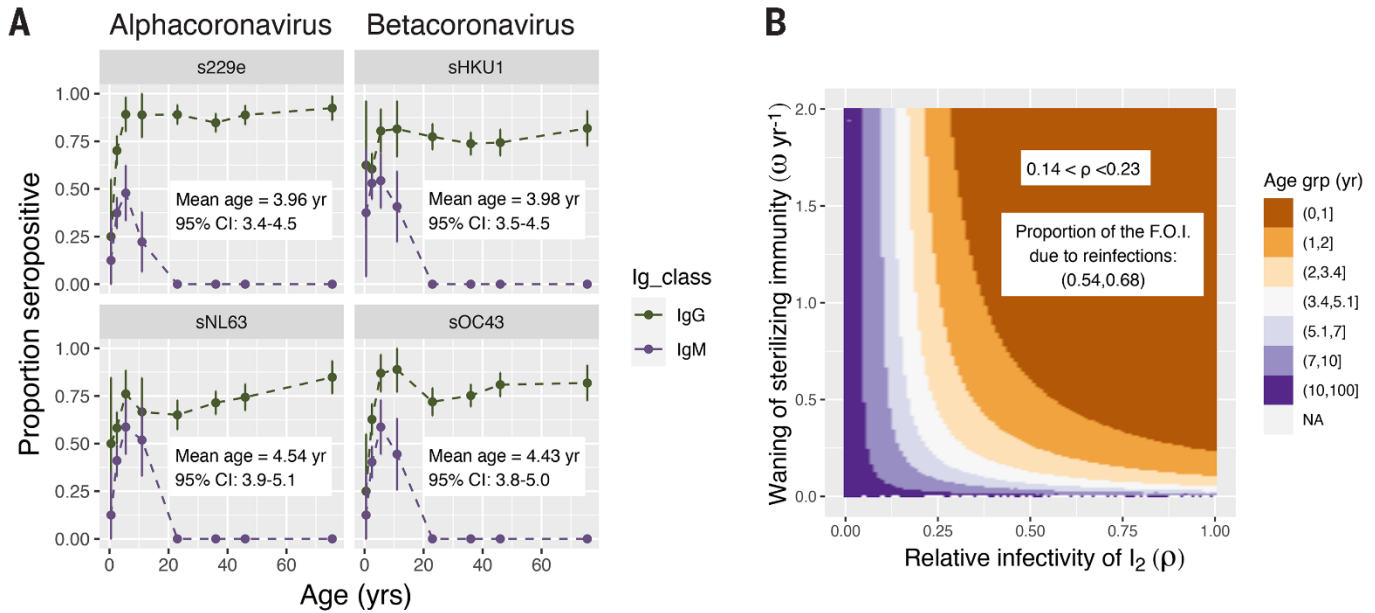 A
Alphacoronavirus
Betacoronavirus
s229e
sHKU1
1.00
0.75
0.50
0.25
0.00
Mean age = 3.96 yr
95% CI: 3.4-4.5
Mean age = 3.98 yr
95% CI: 3.5-4.5
sNL63
sOC43
1.00
0.75
0.50
0.25
0.00
Mean age = 4.54 yr
95% CI: 3.9-5.1
Mean age = 4.43 yr
95% CI: 3.8-5.0
0 20 40 60
0 20 40 60
Proportion seropositive
Age (yrs)
Ig_class
IgG
IgM
B
Waning of sterilizing immunity (ω yr⁻¹)
2.0
1.5
1.0
0.5
0.0
0.14 < ρ <0.23
Proportion of the F.O.I.
due to reinfections:
(0.54,0.68)
0.00 0.25 0.50 0.75 1.00
Relative infectivity of I₂ (ρ)
Age grp (yr)
(0,1]
(1,2]
(2,3.4]
(3.4,5.1]
(5.1,7]
(7,10]
(10,100]
NA